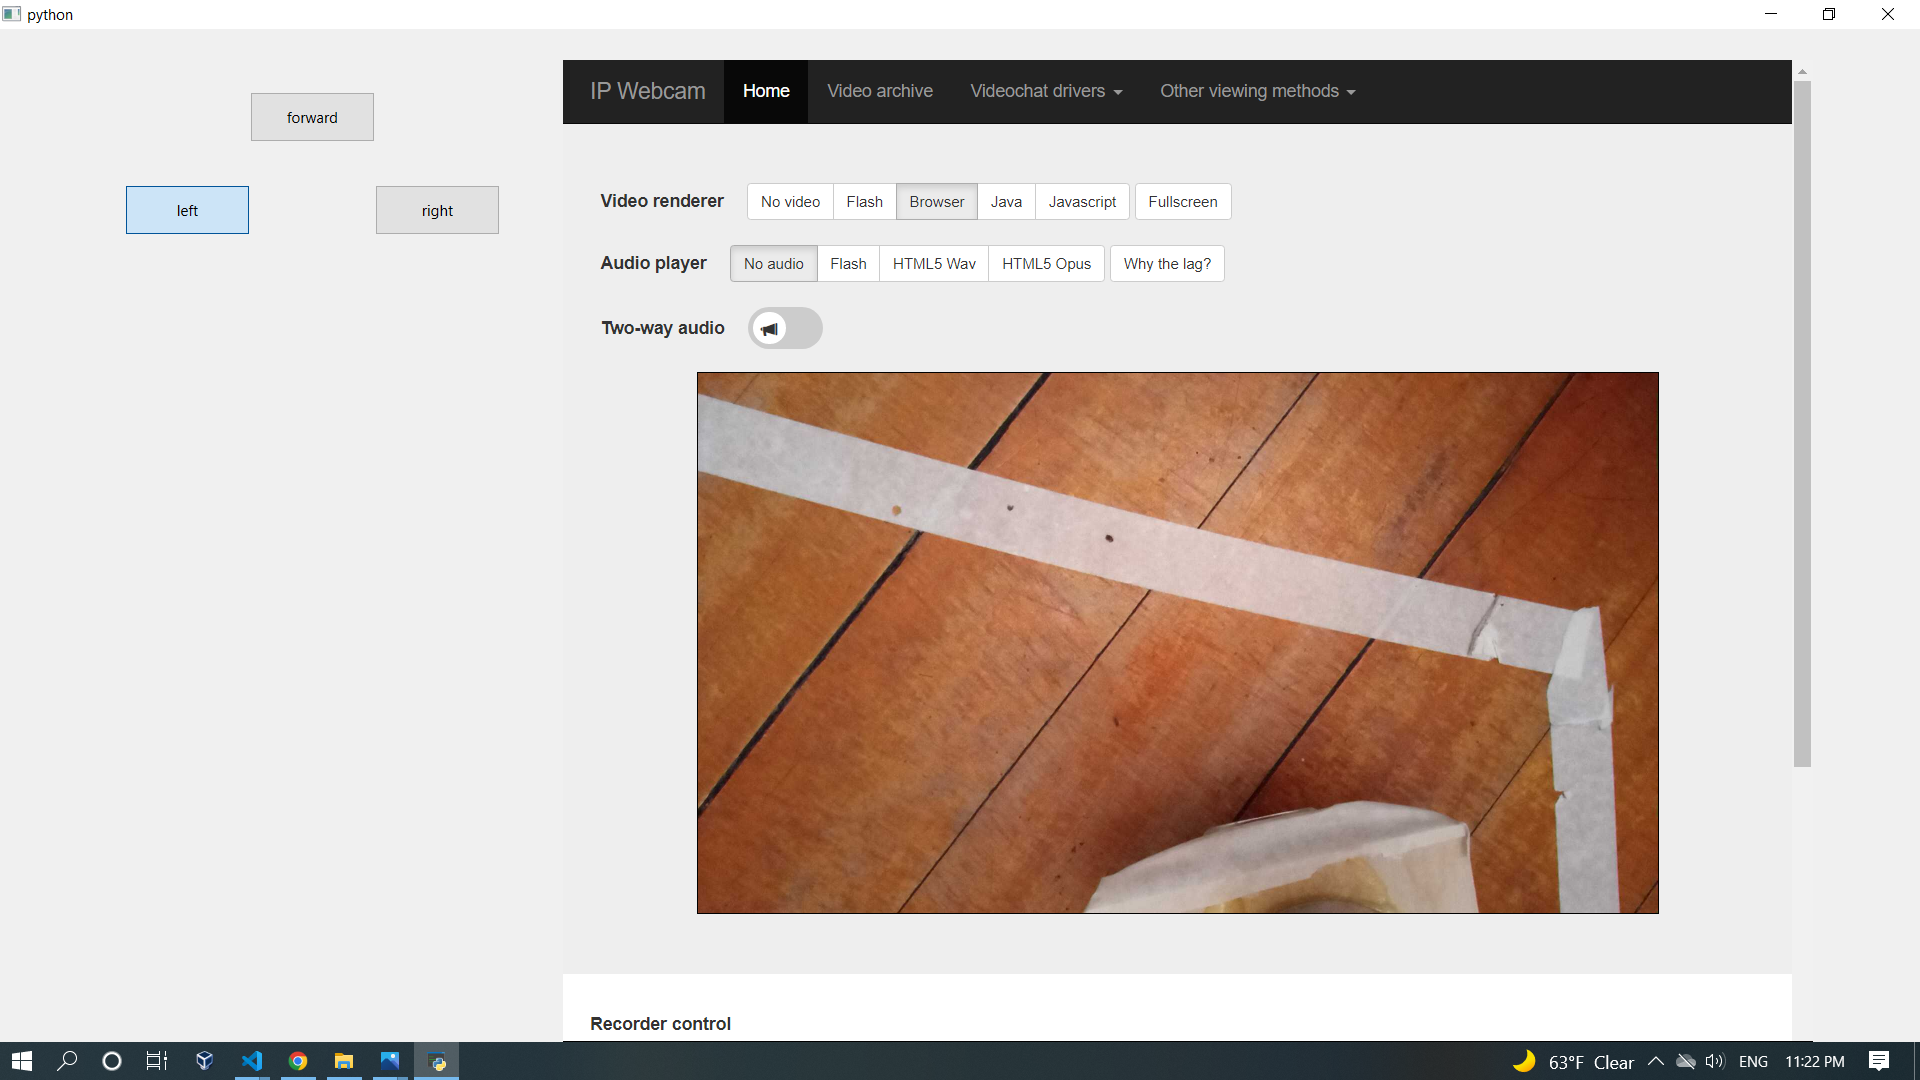 python
forward
left
right
IP Webcam Home Video archive Videochat drivers Other viewing methods
Video renderer No video Flash Browser Java Javascript Fullscreen
Audio player No audio Flash HTML5 Wav HTML5 Opus Why the lag?
Two-way audio
Recorder control
63°F Clear ENG 11:22 PM